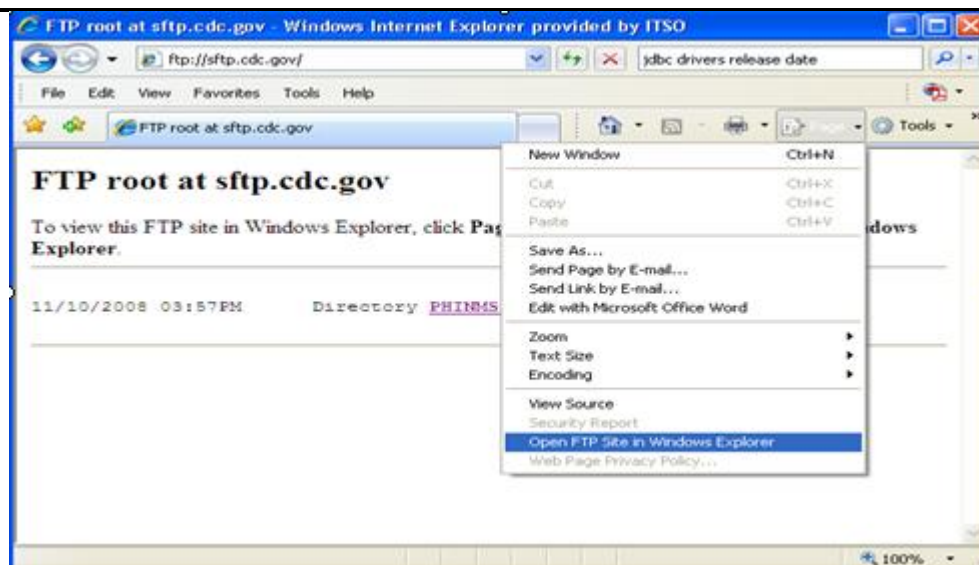 FTP root at sftp.cdc.gov - Windows Internet Explorer provided by ITSO
ftp://sftp.cdc.gov/
jdbc drivers release date
File Edit View Favorites Tools Help
FTP root at sftp.cdc.gov
Tools
FTP root at sftp.cdc.gov
To view this FTP site in Windows Explorer, click
Explorer.
11/10/2008 03:57PM Directory PHINMS
New Window Ctrl+N
Cut Ctrl+X
Copy Ctrl+C
Paste Ctrl+V
Save As...
Send Page by E-mail...
Send Link by E-mail...
Edit with Microsoft Office Word
Zoom
Text Size
Encoding
View Source
Security Report
Open FTP Site in Windows Explorer
Web Page Privacy Policy...
100%